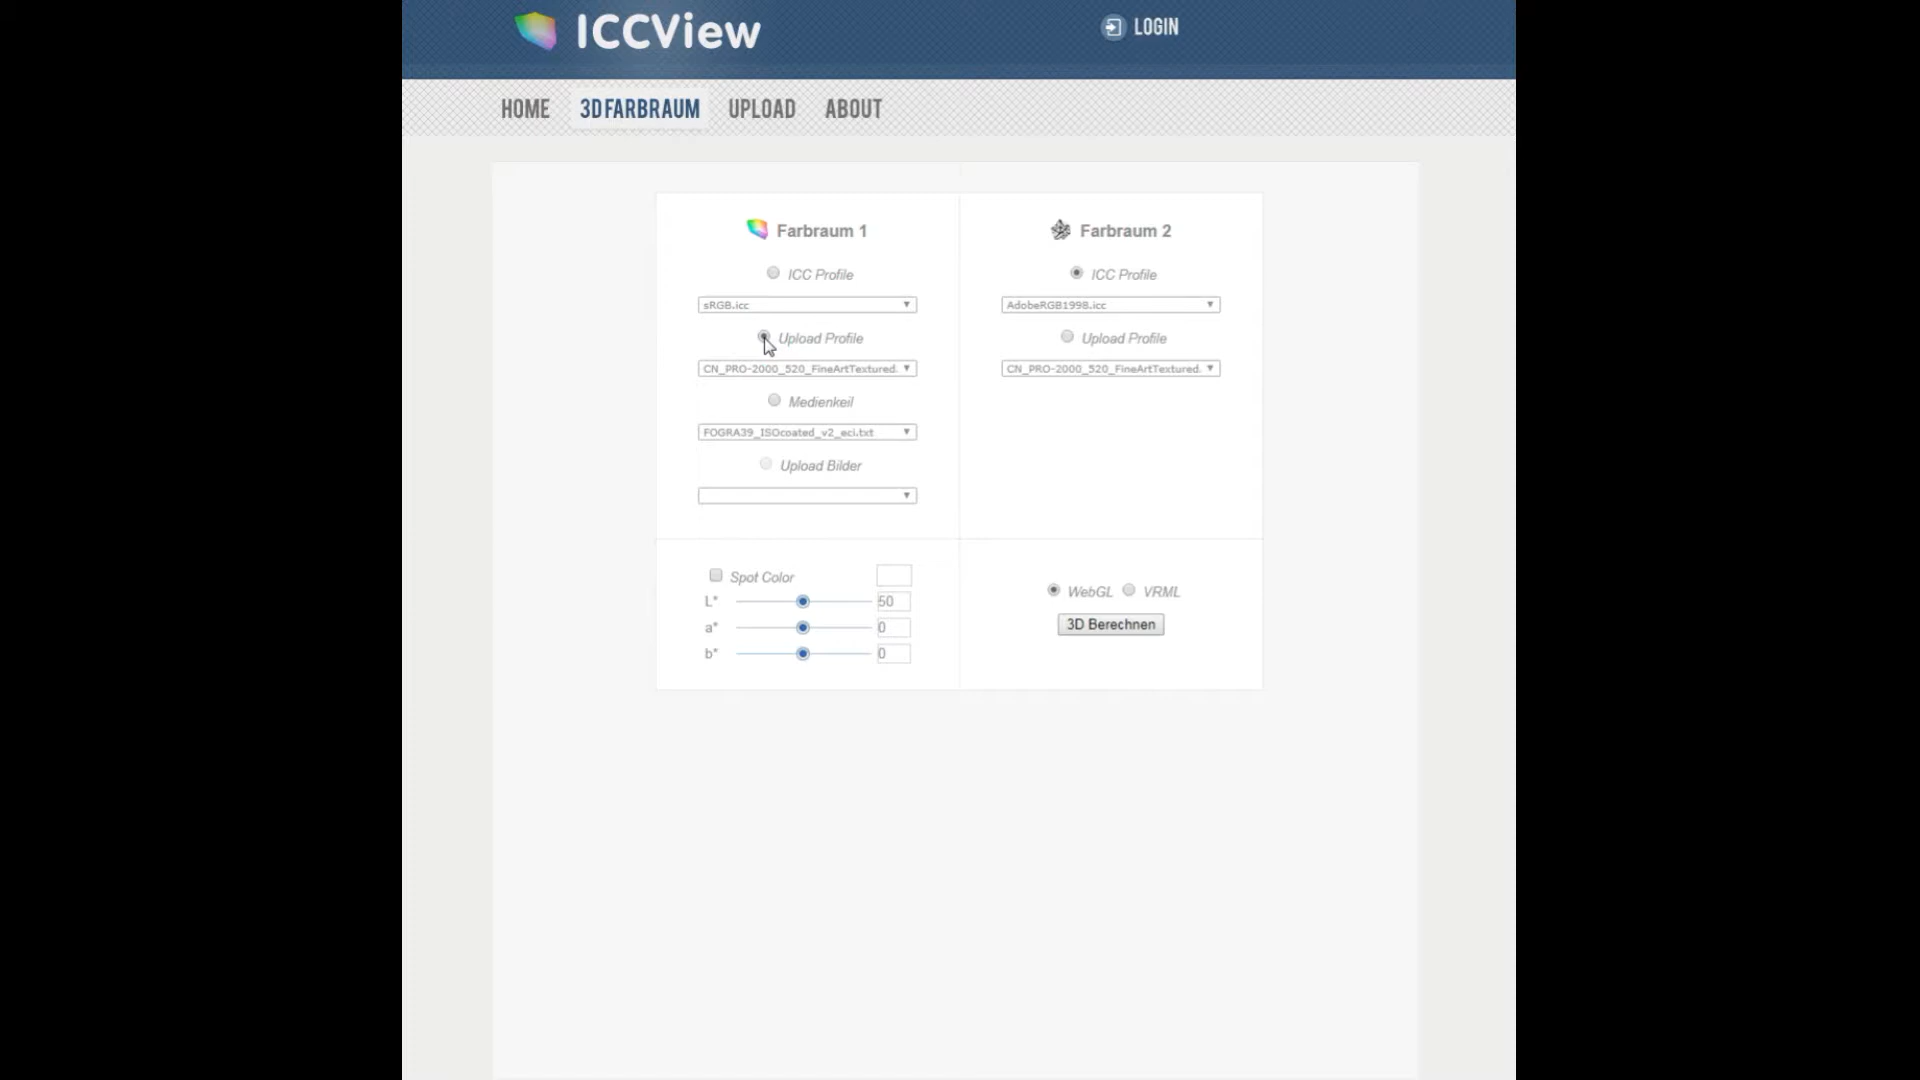 ICCView
LOGIN
HOME
3D FARBRAUM
UPLOAD
ABOUT
Farbraum 1
ICC Profile
sRGB.icc
Upload Profile
CN_PRO-2000_520_FineArtTextured.
Medienkeil
FOGRA39_ISOcoated_v2_eci.txt
Upload Bilder
Farbraum 2
ICC Profile
AdobeRGB1998.icc
Upload Profile
CN_PRO-2000_520_FineArtTextured.
Spot Color
L* 50
a* 0
b* 0
WebGL VRML
3D Berechnen